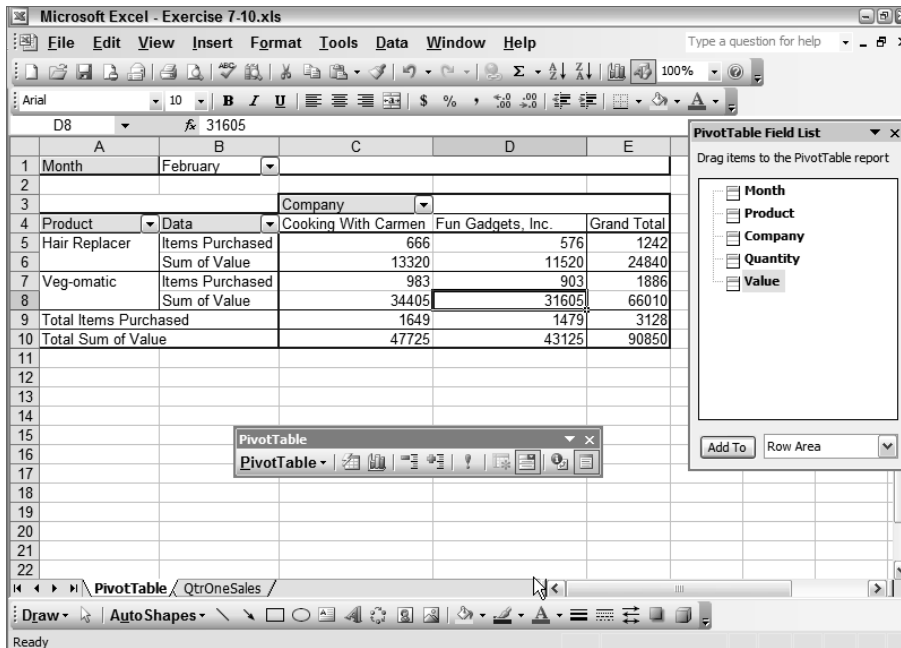 Microsoft Excel - Exercise 7-10.xls
File Edit View Insert Format Tools Data Window Help Type a question for help
100%
Arial 10 B I U $ % ,
D8 fx 31605
A B C D E
1 Month February
2
3 Company
4 Product Data Cooking With Carmen Fun Gadgets, Inc. Grand Total
5 Hair Replacer Items Purchased 666 576 1242
6 Sum of Value 13320 11520 24840
7 Veg-omatic Items Purchased 983 903 1886
8 Sum of Value 34405 31605 66010
9 Total Items Purchased 1649 1479 3128
10 Total Sum of Value 47725 43125 90850
11
12
13
14
15
16
17
18
19
20
21
22
PivotTable Field List
Drag items to the PivotTable report
Month
Product
Company
Quantity
Value
Add To Row Area
PivotTable
PivotTable
PivotTable QtrOneSales
Draw AutoShapes
Ready